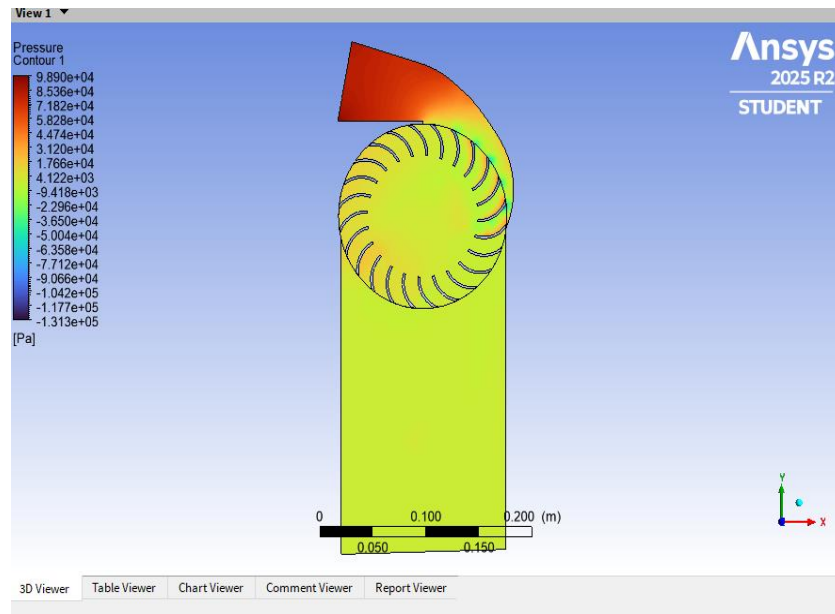 View 1
Pressure
Contour 1
9.890e+04
8.536e+04
7.182e+04
5.828e+04
4.474e+04
3.120e+04
1.766e+04
4.122e+03
-9.418e+03
-2.296e+04
-3.650e+04
-5.004e+04
-6.358e+04
-7.712e+04
-9.066e+04
-1.042e+05
-1.177e+05
-1.313e+05
[Pa]
Ansys
2025 R2
STUDENT
0 0.100 0.200 (m)
0.050 0.150
Y
X
3D Viewer Table Viewer Chart Viewer Comment Viewer Report Viewer